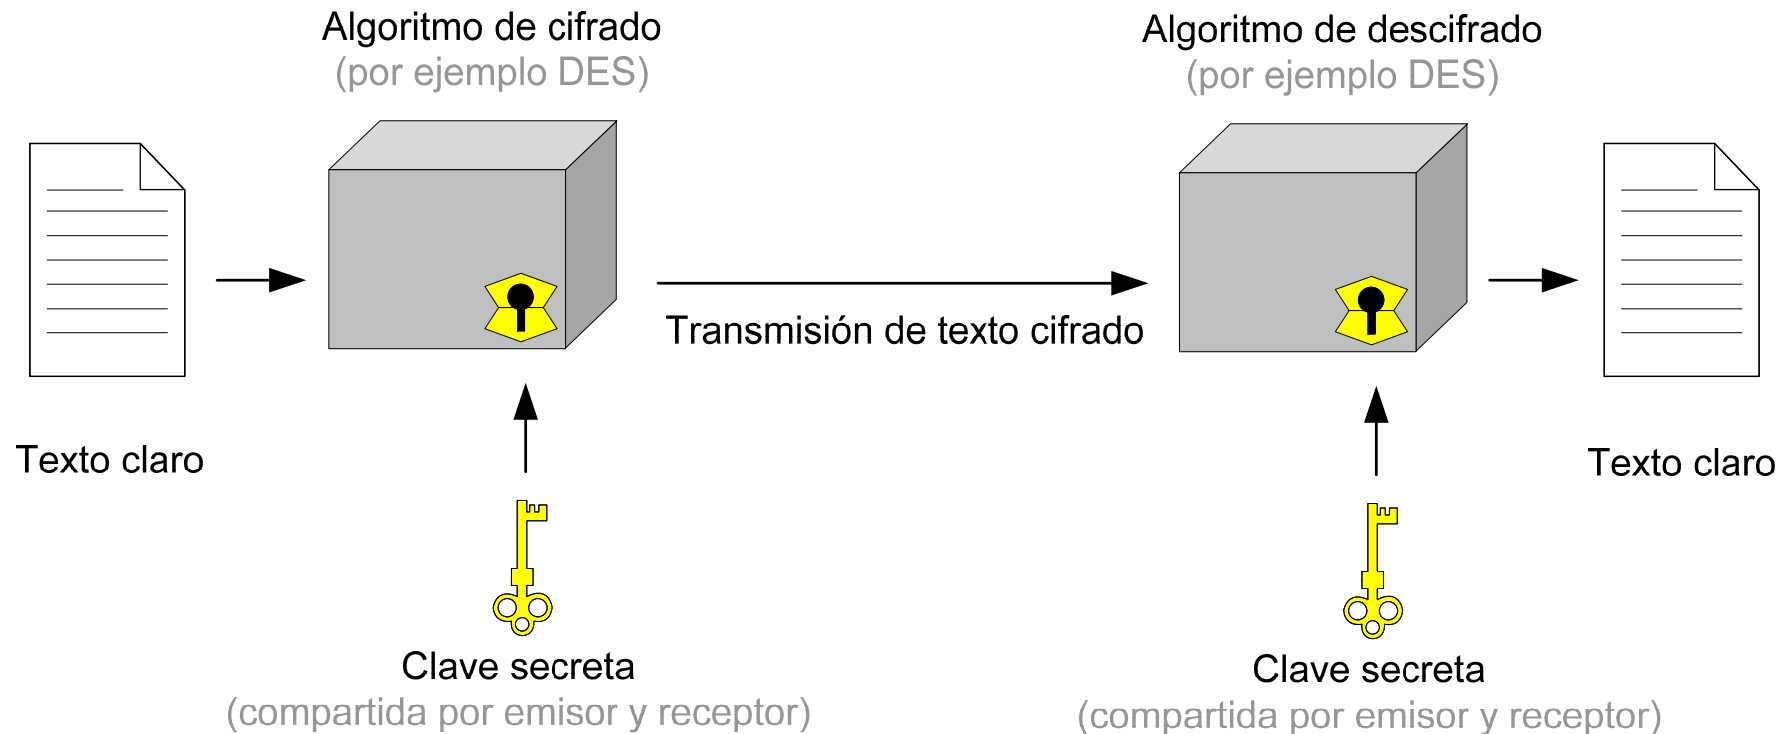 Algoritmo de cifrado
(por ejemplo DES)
Algoritmo de descifrado
(por ejemplo DES)
Transmisión de texto cifrado
Texto claro
Texto claro
Clave secreta
(compartida por emisor y receptor)
Clave secreta
(compartida por emisor y receptor)